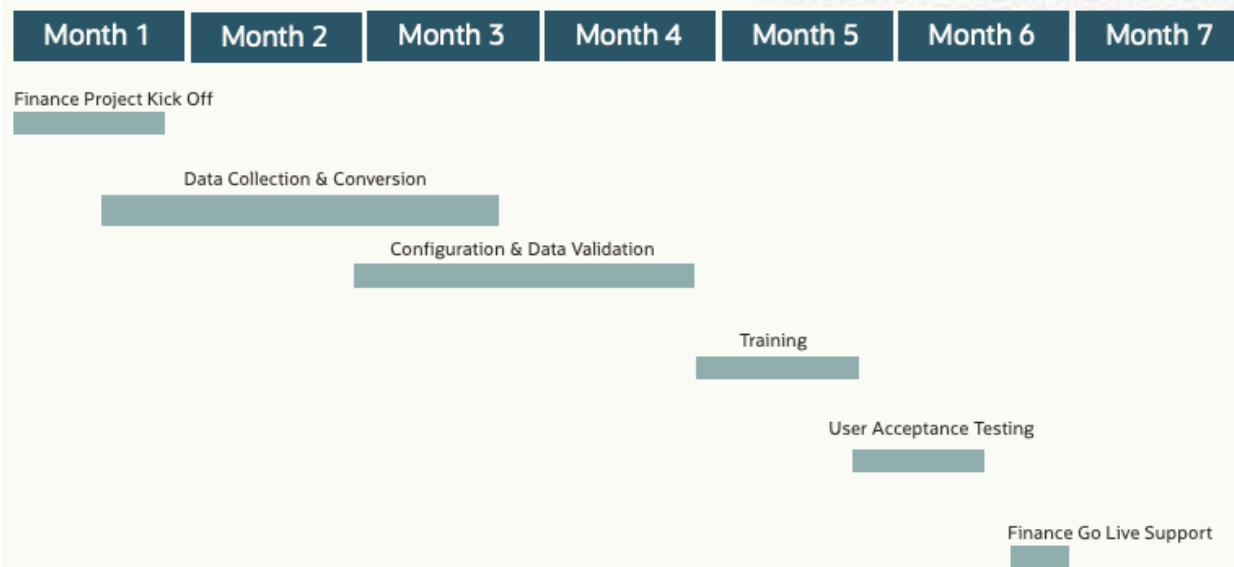 Month 1 Month 2 Month 3 Month 4 Month 5 Month 6 Month 7
Finance Project Kick Off
Data Collection & Conversion
Configuration & Data Validation
Training
User Acceptance Testing
Finance Go Live Support